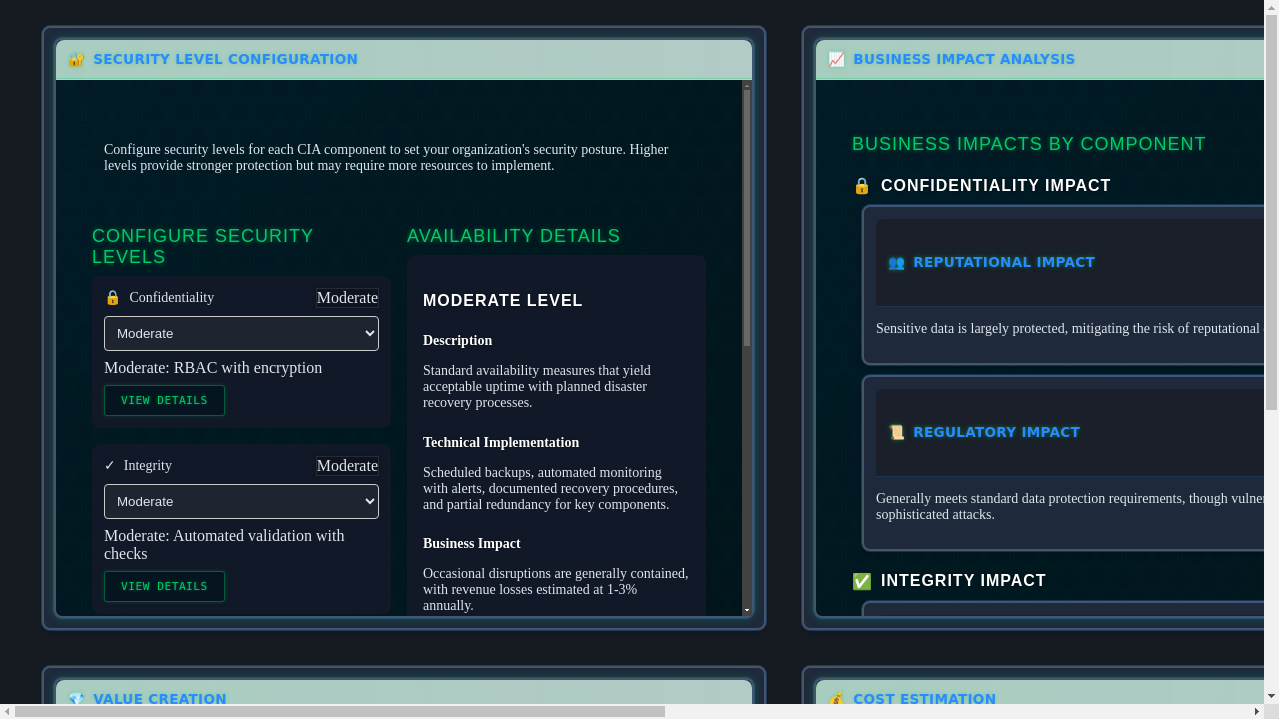 🔐 SECURITY LEVEL CONFIGURATION
Configure security levels for each CIA component to set your organization's security posture. Higher
levels provide stronger protection but may require more resources to implement.
CONFIGURE SECURITY
LEVELS
🔒 Confidentiality Moderate
Moderate
Moderate: RBAC with encryption
VIEW DETAILS
✓ Integrity Moderate
Moderate
Moderate: Automated validation with
checks
VIEW DETAILS
AVAILABILITY DETAILS
MODERATE LEVEL
Description
Standard availability measures that yield
acceptable uptime with planned disaster
recovery processes.
Technical Implementation
Scheduled backups, automated monitoring
with alerts, documented recovery procedures,
and partial redundancy for key components.
Business Impact
Occasional disruptions are generally contained,
with revenue losses estimated at 1-3%
annually.
📈 BUSINESS IMPACT ANALYSIS
BUSINESS IMPACTS BY COMPONENT
🔒 CONFIDENTIALITY IMPACT
👥 REPUTATIONAL IMPACT
Sensitive data is largely protected, mitigating the risk of reputational
📜 REGULATORY IMPACT
Generally meets standard data protection requirements, though vulner
sophisticated attacks.
✅ INTEGRITY IMPACT
💎 VALUE CREATION
💰 COST ESTIMATION